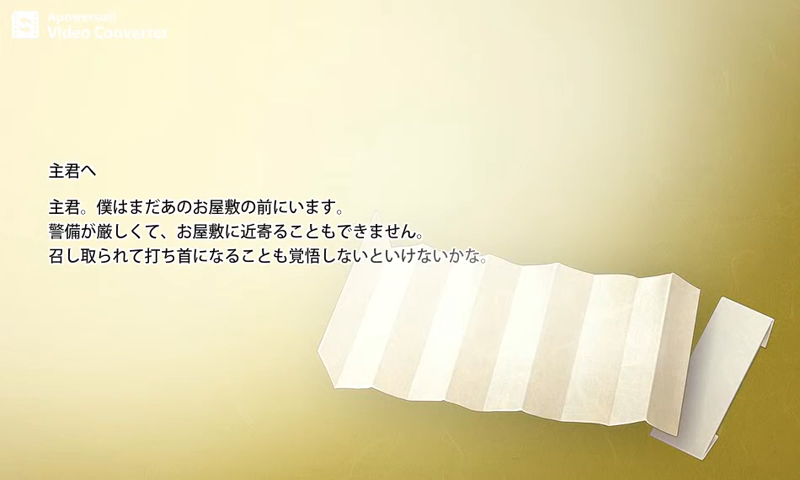 Apowersoft
Video Converter
主君へ
主君。僕はまだあのお屋敷の前にいます。
警備が厳しくて、お屋敷に近寄ることもできません。
召し取られて打ち首になることも覚悟しないといけないかな。